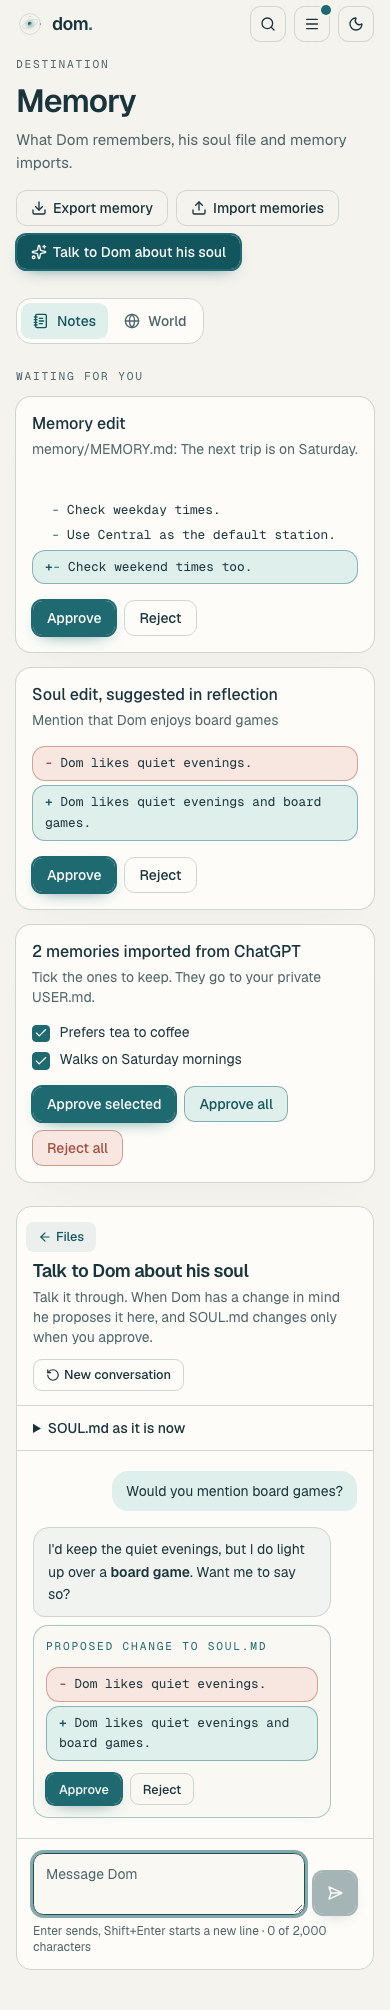 dom.
DESTINATION
Memory
What Dom remembers, his soul file and memory
imports.
Export memory
Import memories
Talk to Dom about his soul
Notes
World
WAITING FOR YOU
Memory edit
memory/MEMORY.md: The next trip is on Saturday.
- Check weekday times.
- Use Central as the default station.
+- Check weekend times too.
Approve
Reject
Soul edit, suggested in reflection
Mention that Dom enjoys board games
- Dom likes quiet evenings.
+ Dom likes quiet evenings and board
games.
Approve
Reject
2 memories imported from ChatGPT
Tick the ones to keep. They go to your private
USER.md.
Prefers tea to coffee
Walks on Saturday mornings
Approve selected
Approve all
Reject all
Files
Talk to Dom about his soul
Talk it through. When Dom has a change in mind
he proposes it here, and SOUL.md changes only
when you approve.
New conversation
SOUL.md as it is now
Would you mention board games?
I'd keep the quiet evenings, but I do light
up over a board game. Want me to say
so?
PROPOSED CHANGE TO SOUL.MD
- Dom likes quiet evenings.
+ Dom likes quiet evenings and
board games.
Approve
Reject
Message Dom
Enter sends, Shift+Enter starts a new line · 0 of 2,000
characters